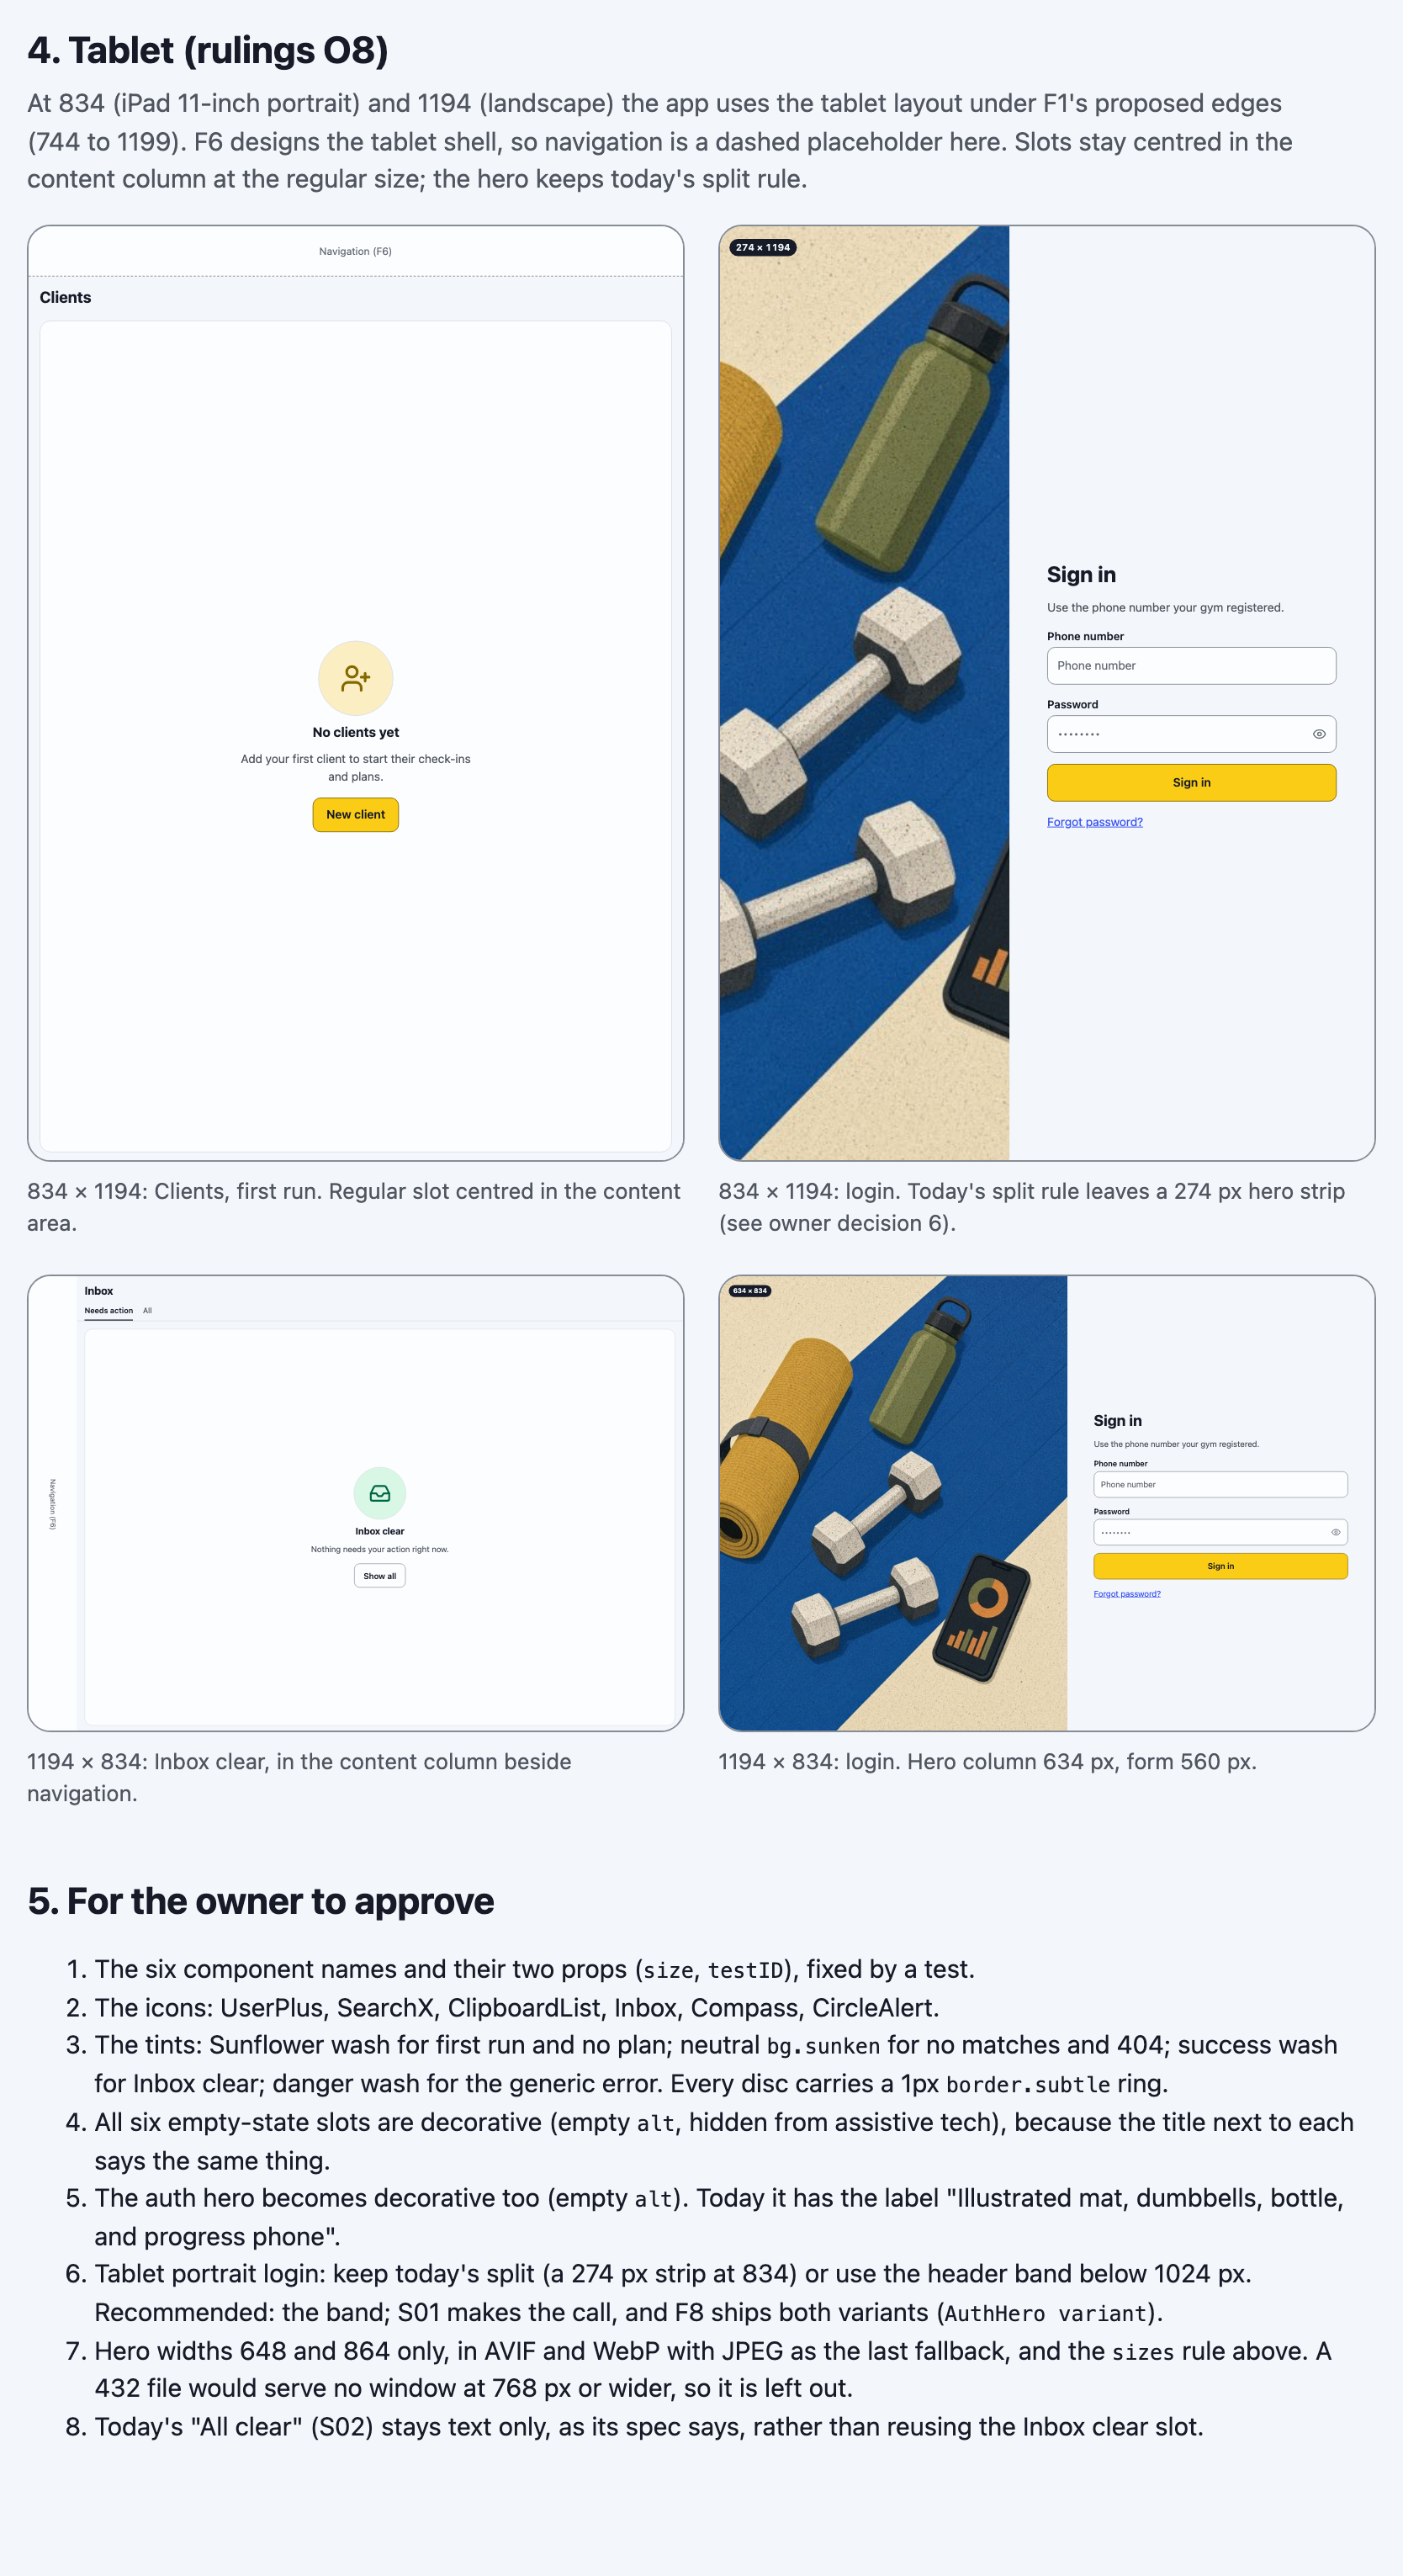 4. Tablet (rulings O8)
At 834 (iPad 11-inch portrait) and 1194 (landscape) the app uses the tablet layout under F1's proposed edges
(744 to 1199). F6 designs the tablet shell, so navigation is a dashed placeholder here. Slots stay centred in the
content column at the regular size; the hero keeps today's split rule.
Navigation (F6)
Clients
No clients yet
Add your first client to start their check-ins
and plans.
New client
274 × 1194
Sign in
Use the phone number your gym registered.
Phone number
Phone number
Password
••••••••
Sign in
Forgot password?
834 × 1194: Clients, first run. Regular slot centred in the content
area.
834 × 1194: login. Today's split rule leaves a 274 px hero strip
(see owner decision 6).
Navigation (F6)
Inbox
Needs action All
Inbox clear
Nothing needs your action right now.
Show all
634 × 834
Sign in
Use the phone number your gym registered.
Phone number
Phone number
Password
••••••••
Sign in
Forgot password?
1194 × 834: Inbox clear, in the content column beside
navigation.
1194 × 834: login. Hero column 634 px, form 560 px.
5. For the owner to approve
1. The six component names and their two props (size, testID), fixed by a test.
2. The icons: UserPlus, SearchX, ClipboardList, Inbox, Compass, CircleAlert.
3. The tints: Sunflower wash for first run and no plan; neutral bg.sunken for no matches and 404; success wash
for Inbox clear; danger wash for the generic error. Every disc carries a 1px border.subtle ring.
4. All six empty-state slots are decorative (empty alt, hidden from assistive tech), because the title next to each
says the same thing.
5. The auth hero becomes decorative too (empty alt). Today it has the label "Illustrated mat, dumbbells, bottle,
and progress phone".
6. Tablet portrait login: keep today's split (a 274 px strip at 834) or use the header band below 1024 px.
Recommended: the band; S01 makes the call, and F8 ships both variants (AuthHero variant).
7. Hero widths 648 and 864 only, in AVIF and WebP with JPEG as the last fallback, and the sizes rule above. A
432 file would serve no window at 768 px or wider, so it is left out.
8. Today's "All clear" (S02) stays text only, as its spec says, rather than reusing the Inbox clear slot.